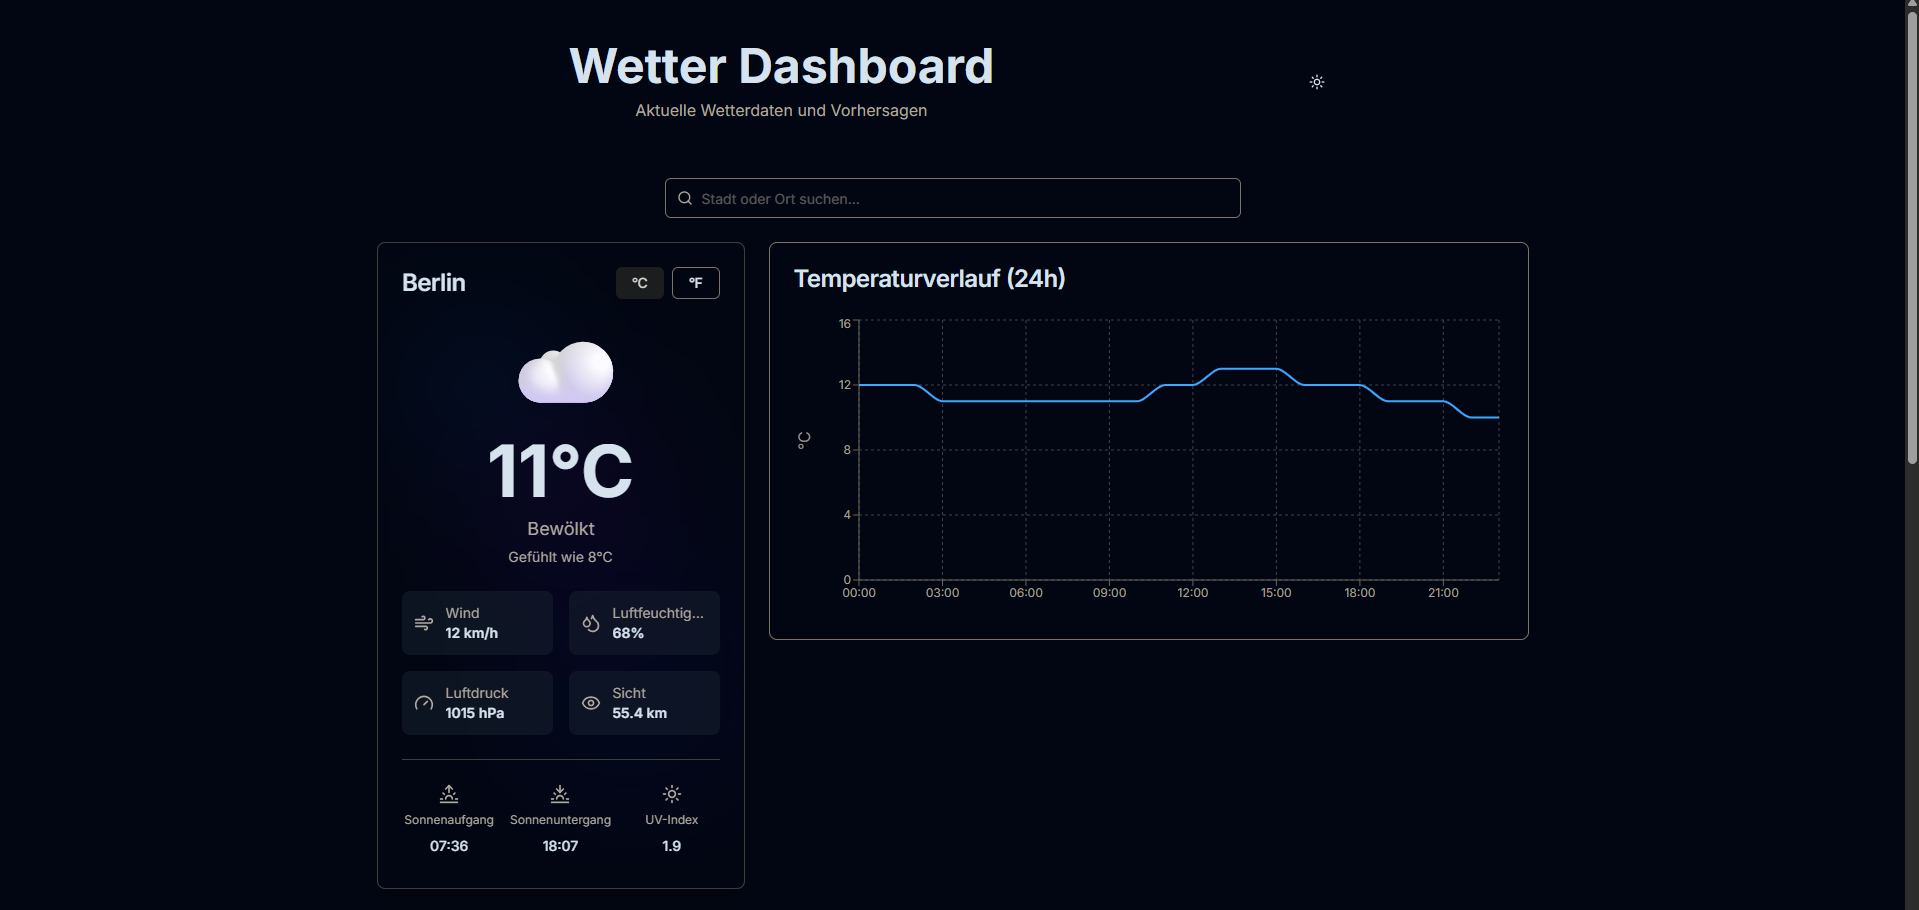 Wetter Dashboard
Aktuelle Wetterdaten und Vorhersagen
Stadt oder Ort suchen...
Berlin
°C
°F
11°C
Bewölkt
Gefühlt wie 8°C
Wind
12 km/h
Luftfeuchtig...
68%
Luftdruck
1015 hPa
Sicht
55.4 km
Sonnenaufgang
07:36
Sonnenuntergang
18:07
UV-Index
1.9
Temperaturverlauf (24h)
16
12
8
4
0
°C
00:00 03:00 06:00 09:00 12:00 15:00 18:00 21:00